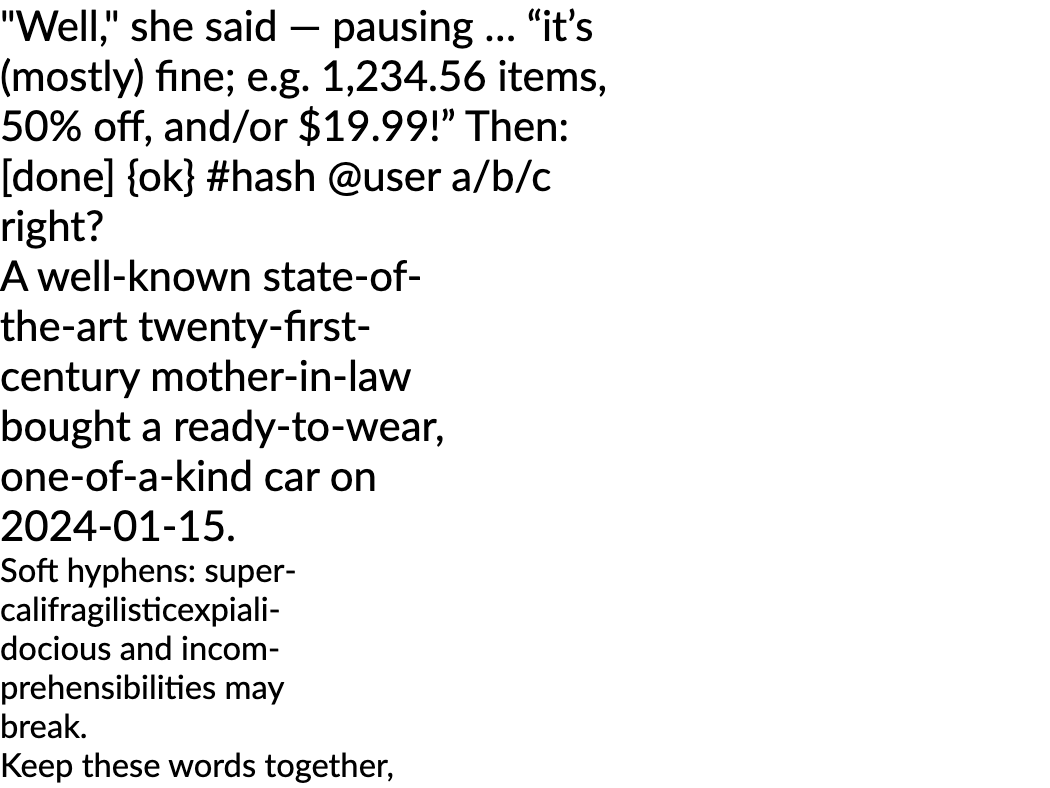 "Well," she said — pausing … “it’s
(mostly) fine; e.g. 1,234.56 items,
50% off, and/or $19.99!” Then:
[done] {ok} #hash @user a/b/c
right?
A well-known state-of-
the-art twenty-first-
century mother-in-law
bought a ready-to-wear,
one-of-a-kind car on
2024-01-15.
Soft hyphens: super-
califragilisticexpiali-
docious and incom-
prehensibilities may
break.
Keep these words together,